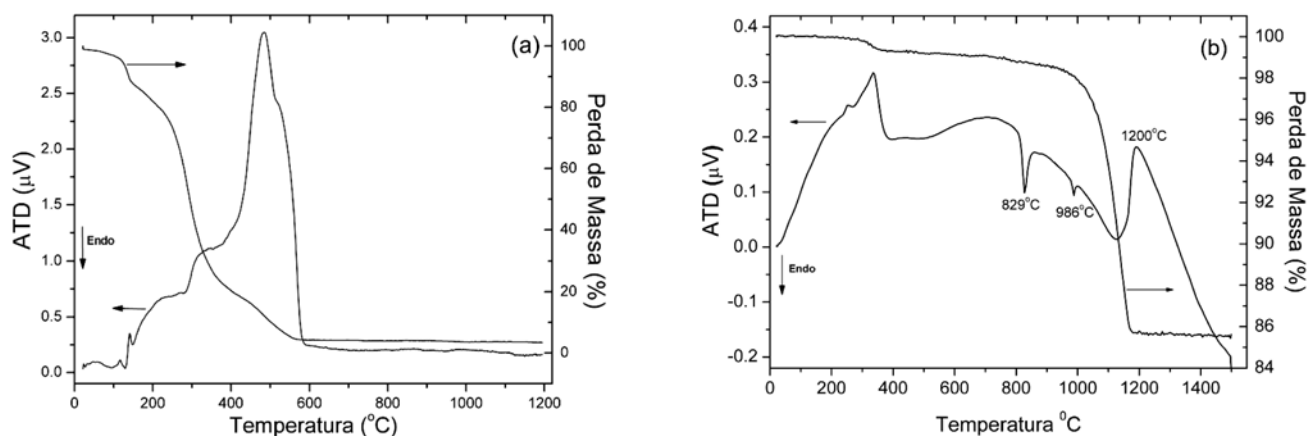 (a)
3.0
2.5
2.0
1.5
1.0
0.5
0.0
ATD (μV)
Endo
100
80
60
40
20
0
Perda de Massa (%)
0 200 400 600 800 1000 1200
Temperatura (°C)
(b)
0.4
0.3
0.2
0.1
0.0
-0.1
-0.2
ATD (μV)
Endo
829°C
986°C
1200°C
100
98
96
94
92
90
88
86
84
Perda de Massa (%)
0 200 400 600 800 1000 1200 1400
Temperatura ⁰C